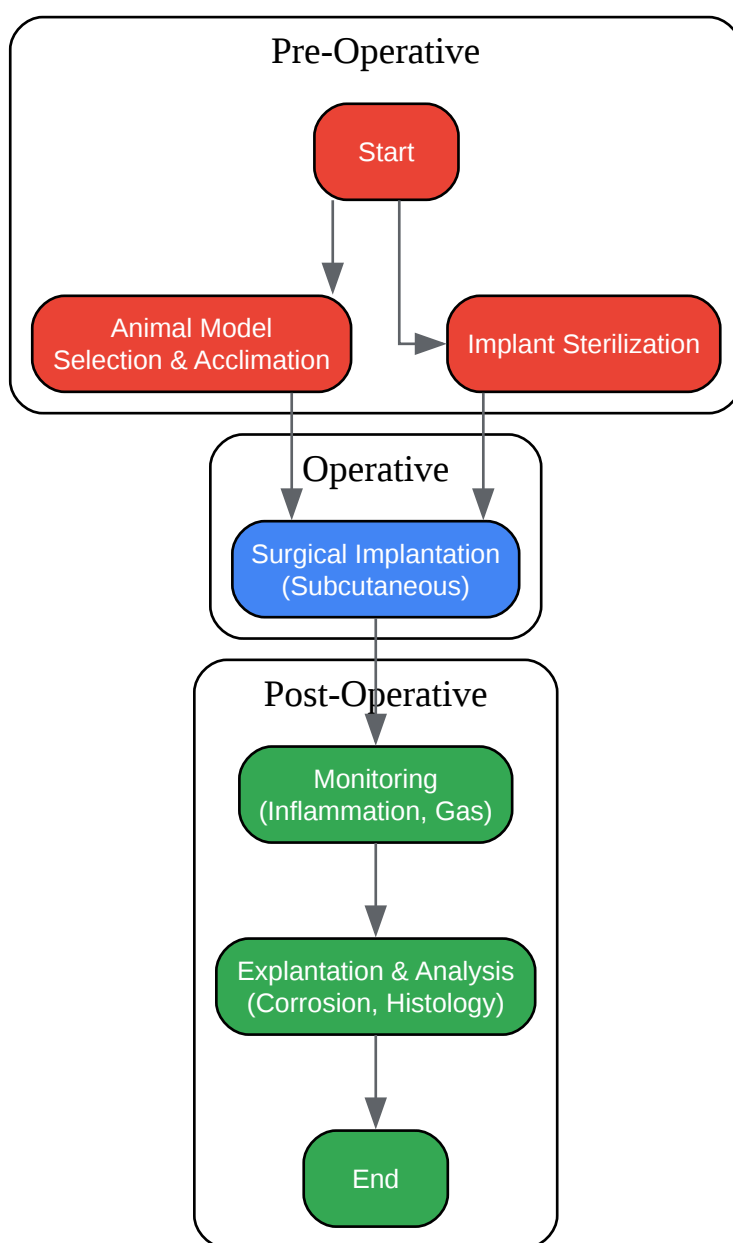 Pre-Operative
Start
Animal Model
Selection & Acclimation
Implant Sterilization
Operative
Surgical Implantation
(Subcutaneous)
Post-Operative
Monitoring
(Inflammation, Gas)
Explantation & Analysis
(Corrosion, Histology)
End